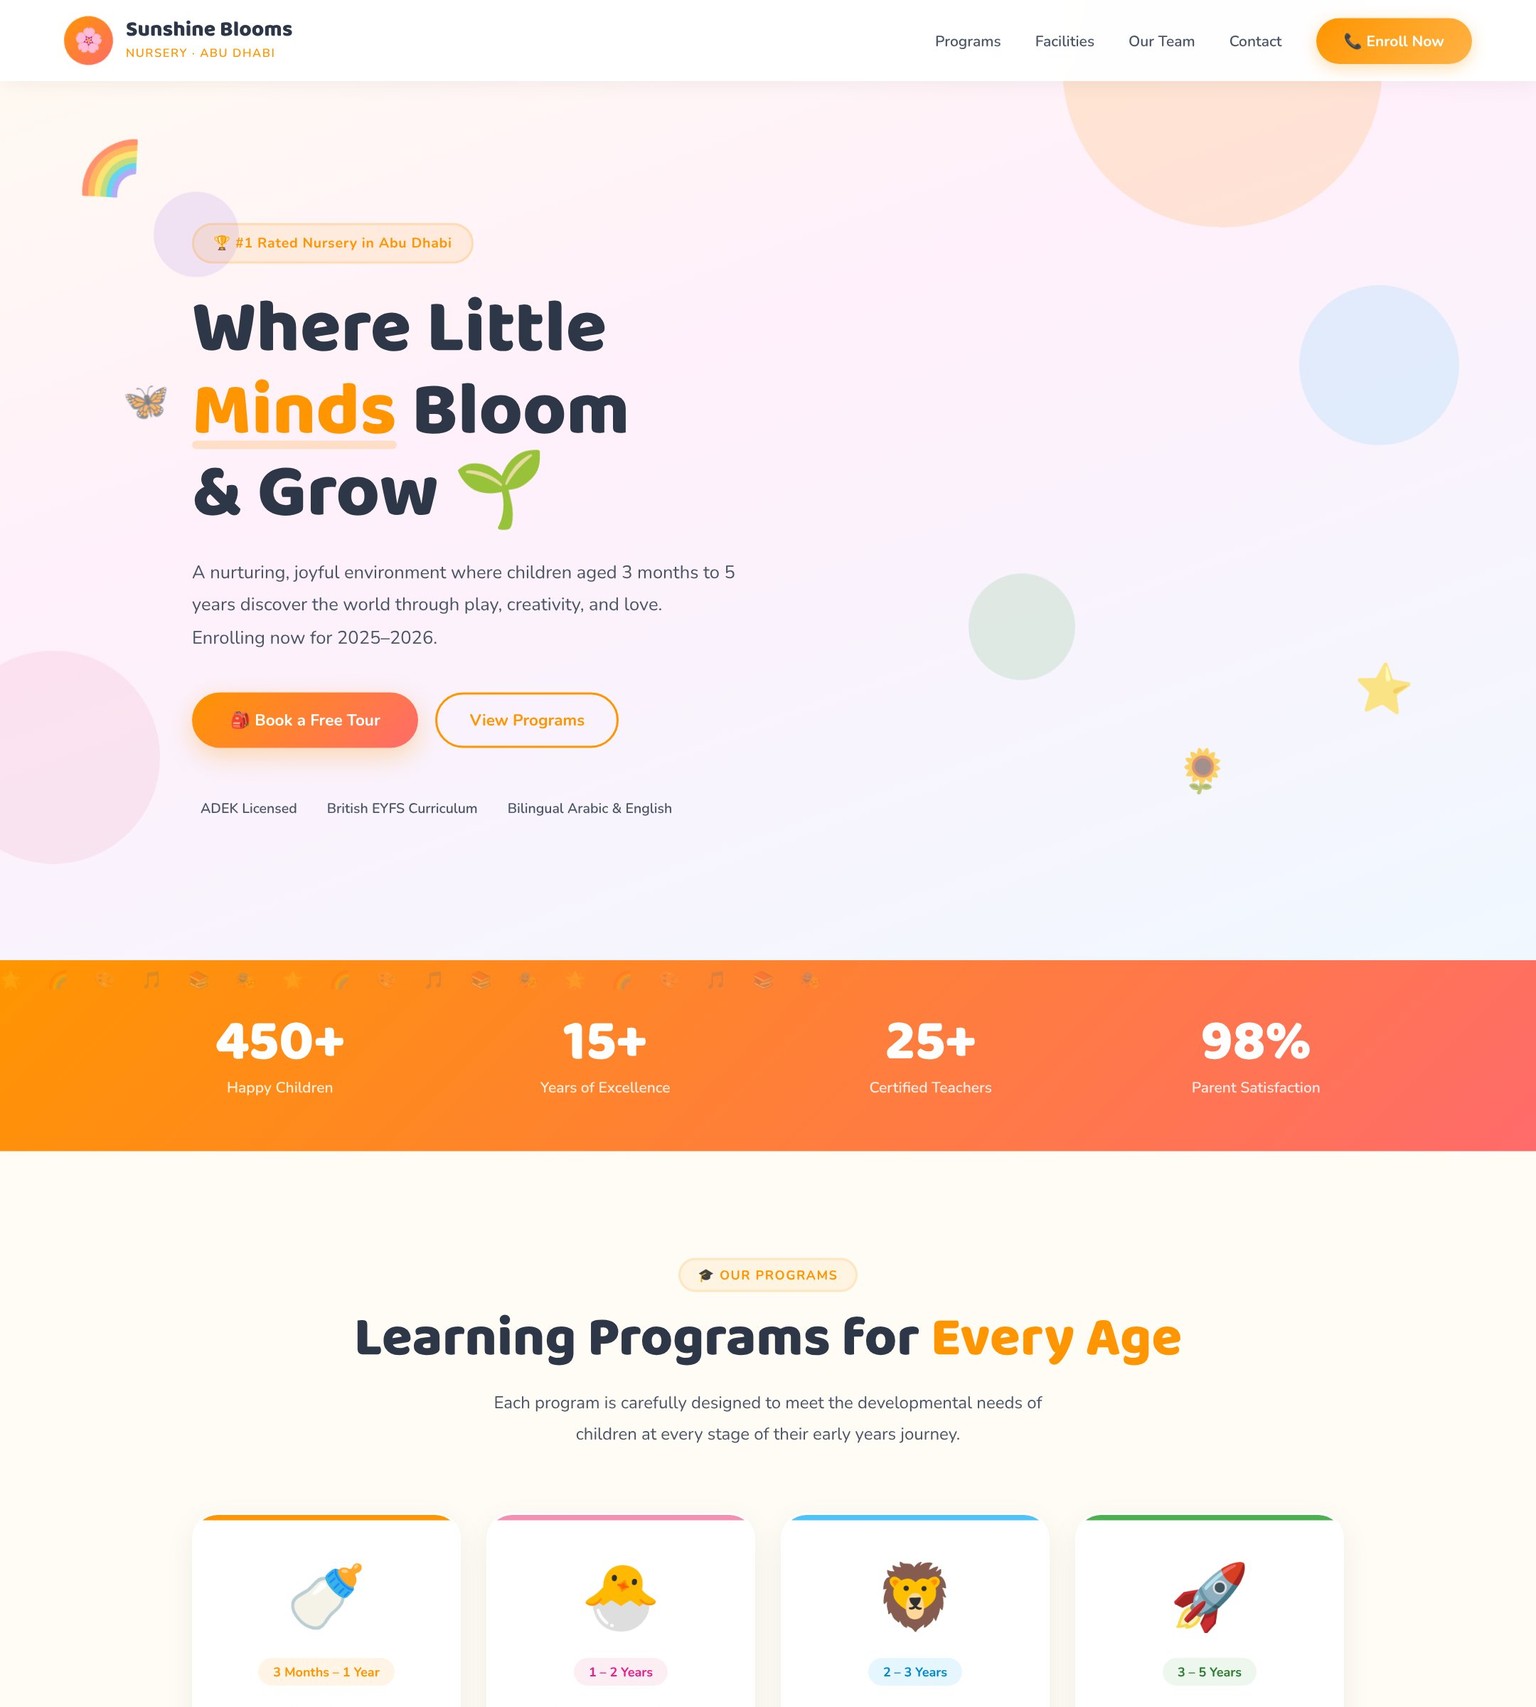 Sunshine Blooms
NURSERY · ABU DHABI
Programs
Facilities
Our Team
Contact
Enroll Now
#1 Rated Nursery in Abu Dhabi
Where Little
Minds Bloom
& Grow
A nurturing, joyful environment where children aged 3 months to 5
years discover the world through play, creativity, and love.
Enrolling now for 2025–2026.
Book a Free Tour
View Programs
ADEK Licensed
British EYFS Curriculum
Bilingual Arabic & English
450+
Happy Children
15+
Years of Excellence
25+
Certified Teachers
98%
Parent Satisfaction
OUR PROGRAMS
Learning Programs for Every Age
Each program is carefully designed to meet the developmental needs of
children at every stage of their early years journey.
3 Months – 1 Year
1 – 2 Years
2 – 3 Years
3 – 5 Years